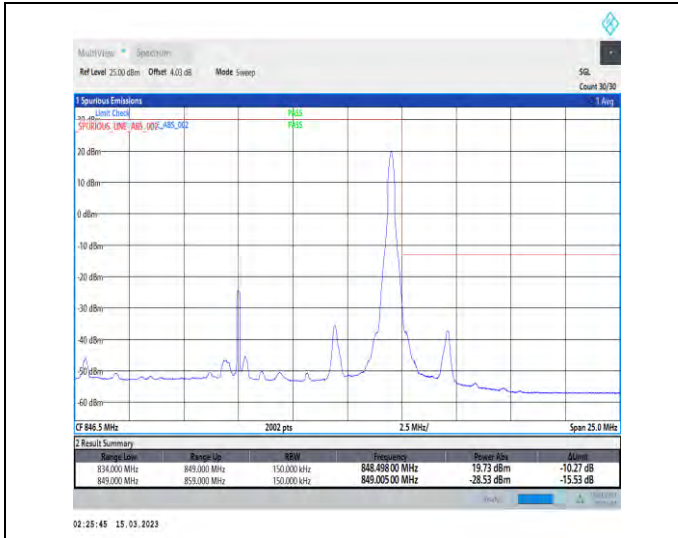 MultiView Spectrum
Ref Level 25.00 dBm Offset 4.03 dB Mode Sweep SGL
Count 30/30
1 Spurious Emissions 1 Avg
Limit Check PASS
PASS
20 dBm
10 dBm
0 dBm
-10 dBm
-20 dBm
-30 dBm
-40 dBm
-50 dBm
-60 dBm
CF 846.5 MHz 2002 pts 2.5 MHz/ Span 25.0 MHz
2 Result Summary
Range Low Range Up RBW Frequency Power Abs ΔLimit
834.000 MHz 849.000 MHz 150.000 kHz 848.49800 MHz 19.73 dBm -10.27 dB
849.000 MHz 859.000 MHz 150.000 kHz 849.00500 MHz -28.53 dBm -15.53 dB
02:25:45 15.03.2023